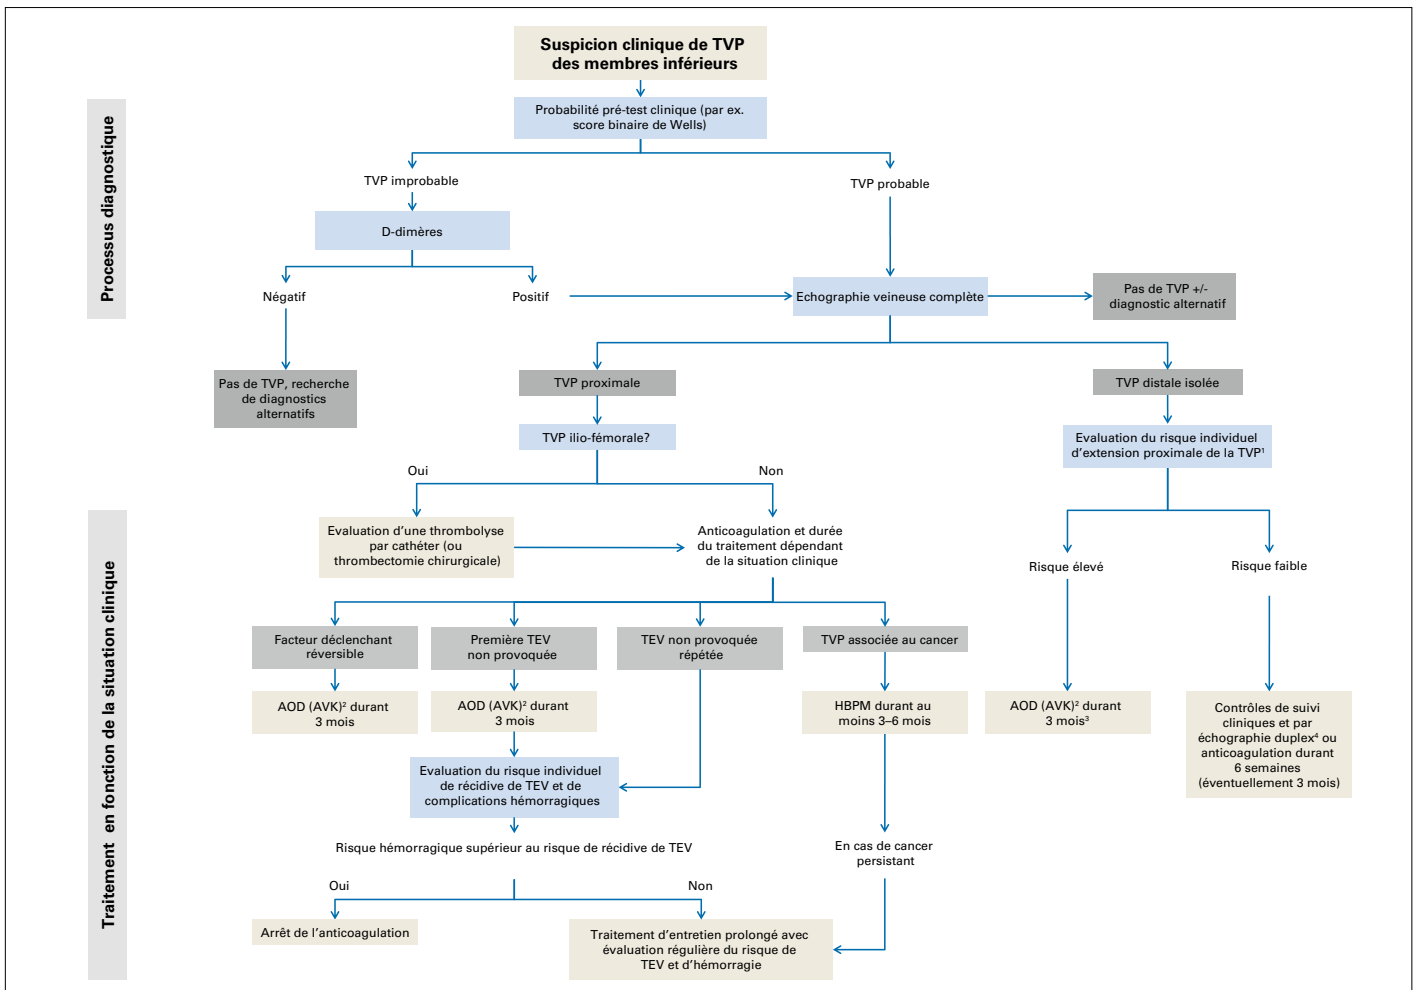 Suspicion clinique de TVP
des membres inférieurs
Processus diagnostique
Probabilité pré-test clinique (par ex.
score binaire de Wells)
TVP improbable
TVP probable
D-dimères
Négatif
Positif
Echographie veineuse complète
Pas de TVP +/-
diagnostic alternatif
Pas de TVP, recherche
de diagnostics
alternatifs
TVP proximale
TVP distale isolée
TVP ilio-fémorale?
Evaluation du risque individuel
d'extension proximale de la TVP¹
Oui
Non
Traitement en fonction de la situation clinique
Evaluation d'une thrombolyse
par cathéter (ou
thrombectomie chirurgicale)
Anticoagulation et durée
du traitement dépendant
de la situation clinique
Risque élevé
Risque faible
Facteur déclenchant
réversible
Première TEV
non provoquée
TEV non provoquée
répétée
TVP associée au cancer
AOD (AVK)² durant
3 mois
AOD (AVK)² durant
3 mois
HBPM durant au
moins 3–6 mois
AOD (AVK)² durant
3 mois³
Contrôles de suivi
cliniques et par
échographie duplex⁴ ou
anticoagulation durant
6 semaines
(éventuellement 3 mois)
Evaluation du risque individuel
de récidive de TEV et de
complications hémorragiques
Risque hémorragique supérieur au risque de récidive de TEV
En cas de cancer
persistant
Oui
Non
Arrêt de l'anticoagulation
Traitement d'entretien prolongé avec
évaluation régulière du risque de
TEV et d'hémorragie